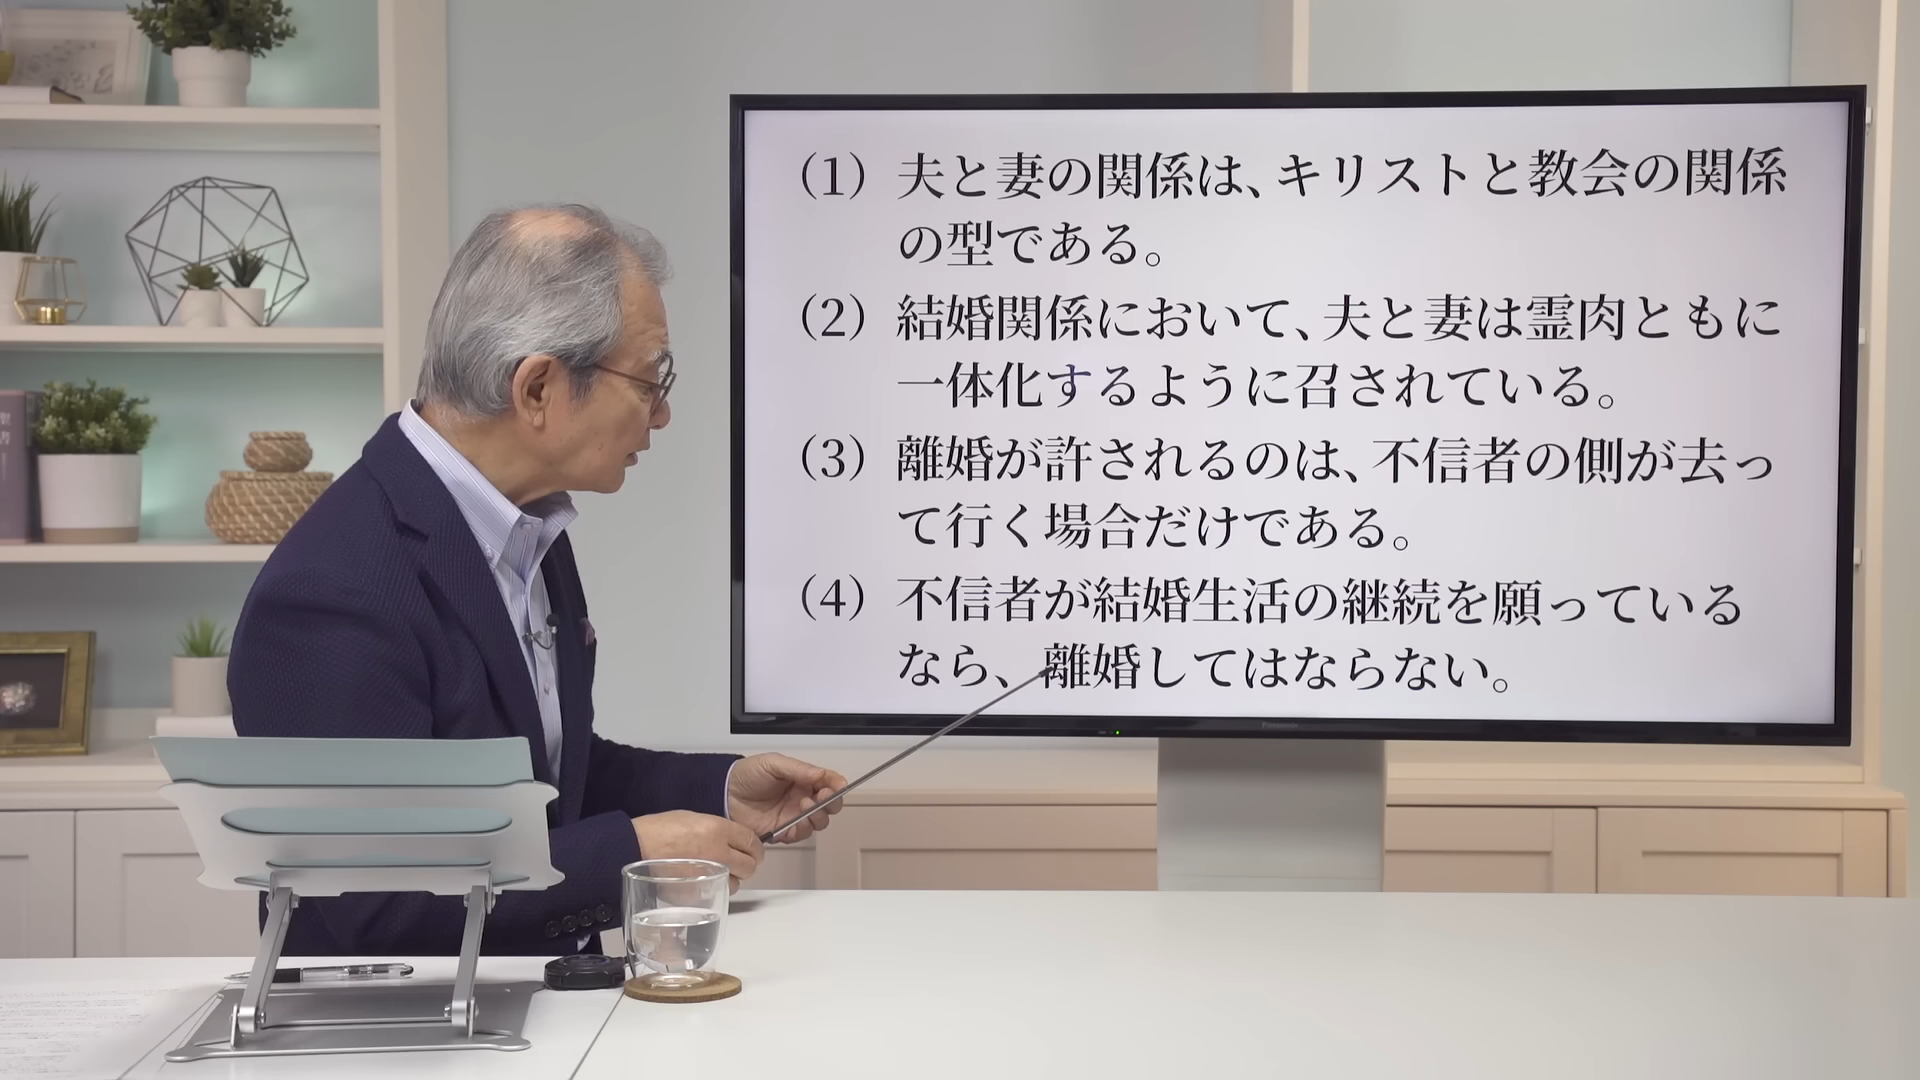 (1) 夫と妻の関係は、キリストと教会の関係
の型である。
(2) 結婚関係において、夫と妻は霊肉ともに
一体化するように召されている。
(3) 離婚が許されるのは、不信者の側が去っ
て行く場合だけである。
(4) 不信者が結婚生活の継続を願っている
なら、離婚してはならない。
Panasonic